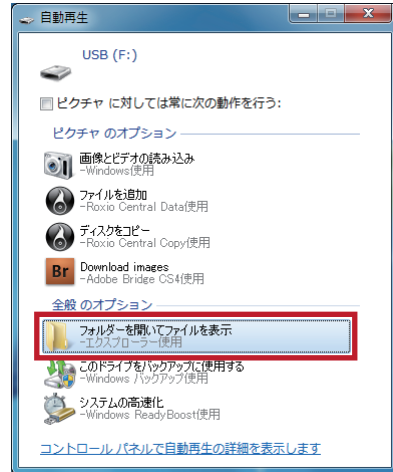 自動再生
USB (F:)
ピクチャ に対しては常に次の動作を行う:
ピクチャ のオプション
画像とビデオの読み込み
-Windows使用
ファイルを追加
-Roxio Central Data使用
ディスクをコピー
-Roxio Central Copy使用
Br
Download images
-Adobe Bridge CS4使用
全般 のオプション
フォルダーを開いてファイルを表示
-エクスプローラー使用
このドライブをバックアップに使用する
-Windows バックアップ使用
システムの高速化
-Windows ReadyBoost使用
コントロール パネルで自動再生の詳細を表示します